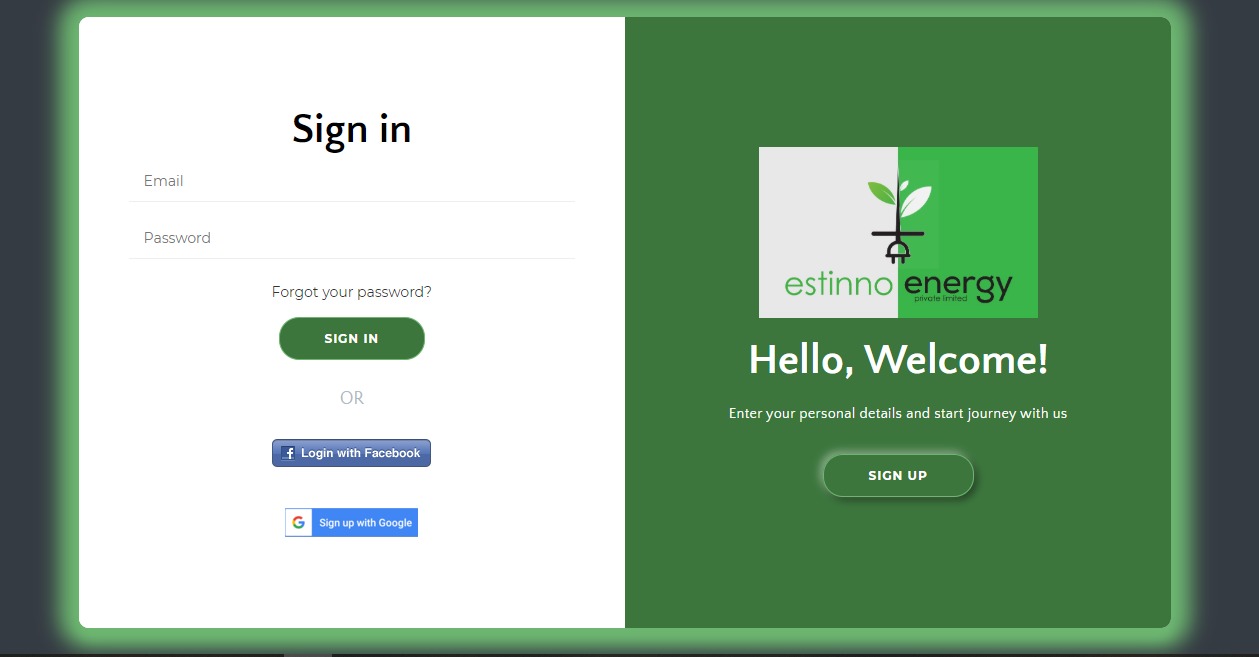 Sign in
Email
Password
Forgot your password?
SIGN IN
OR
Login with Facebook
Sign up with Google
estinno energy
private limited
Hello, Welcome!
Enter your personal details and start journey with us
SIGN UP